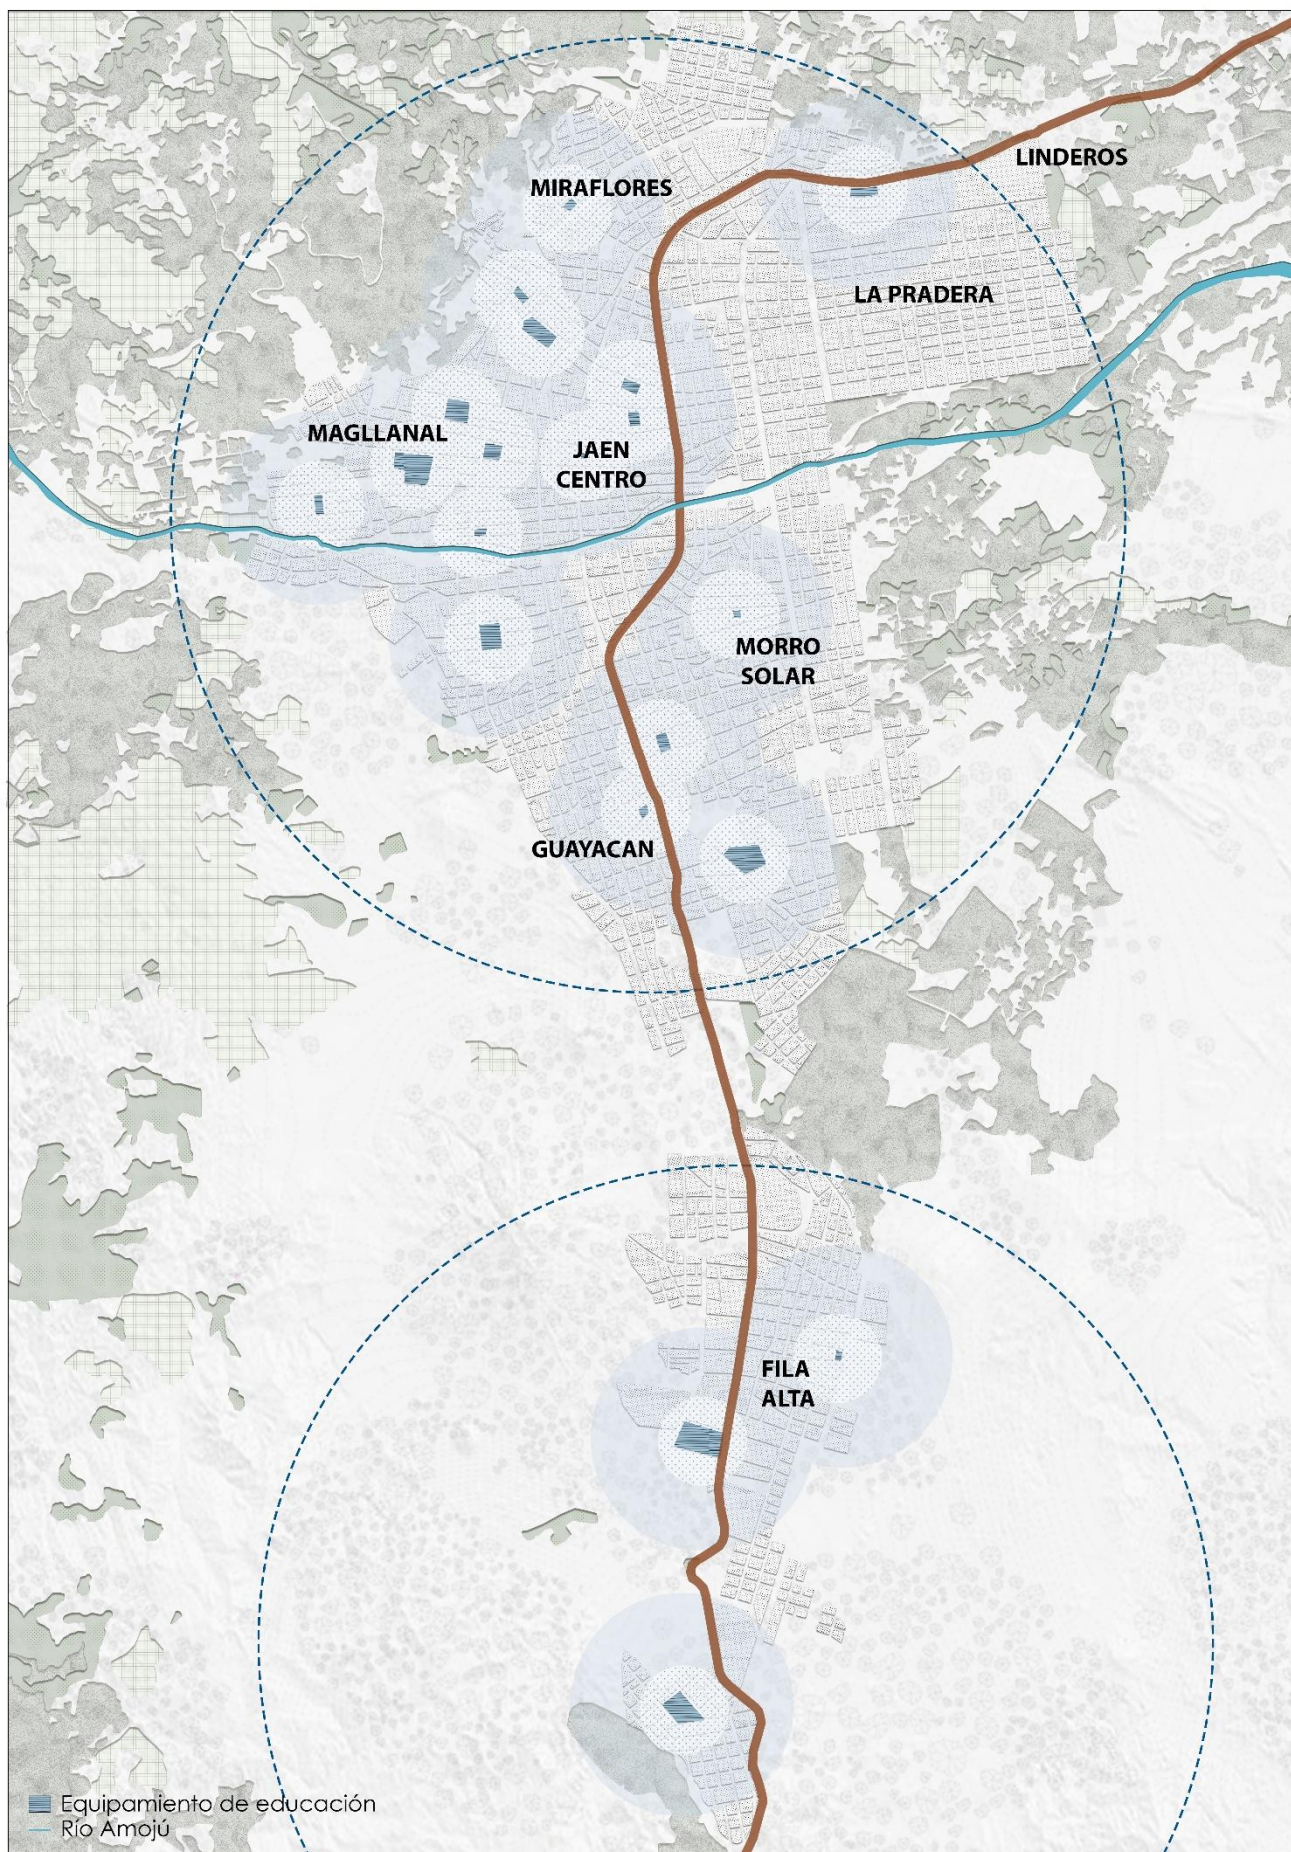 LINDEROS
MIRAFLORES
LA PRADERA
MAGLLANAL
JAEN
CENTRO
MORRO
SOLAR
GUAYACAN
FILA
ALTA
Equipamiento de educación
Río Amojú